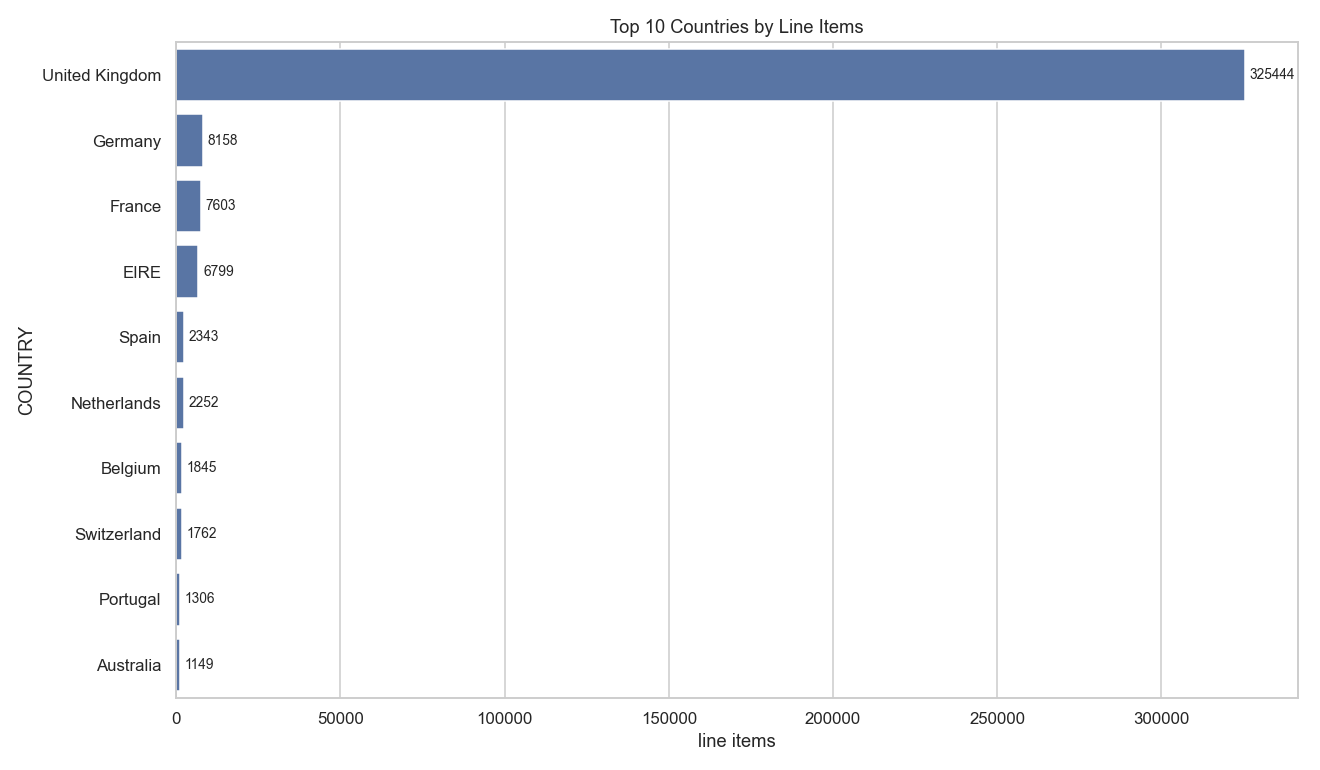 Top 10 Countries by Line Items
United Kingdom 325444
Germany 8158
France 7603
EIRE 6799
Spain 2343
Netherlands 2252
Belgium 1845
Switzerland 1762
Portugal 1306
Australia 1149
COUNTRY
0 50000 100000 150000 200000 250000 300000
line items